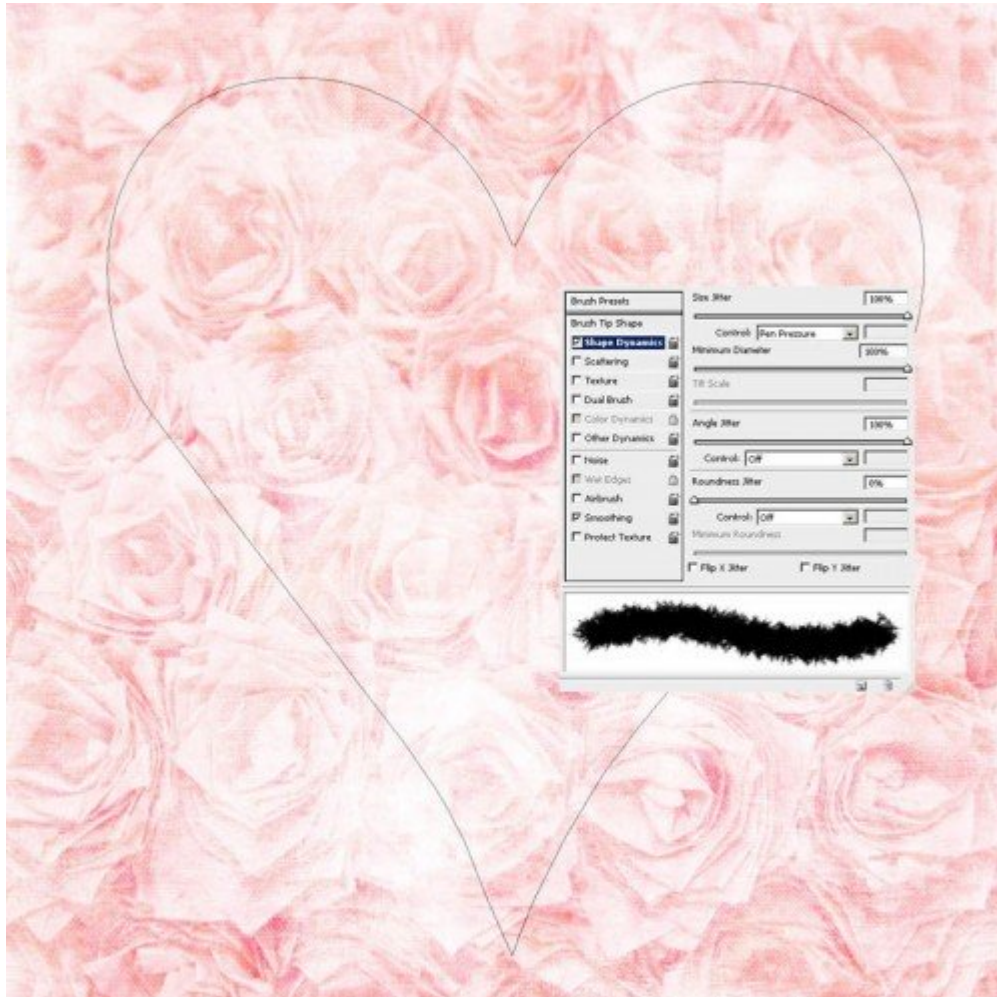 Brush Presets
Brush Tip Shape
Shape Dynamics
Scattering
Texture
Dual Brush
Color Dynamics
Other Dynamics
Noise
Wet Edges
Airbrush
Smoothing
Protect Texture
Size Jitter 100%
Control: Pen Pressure
Minimum Diameter 100%
Tilt Scale
Angle Jitter 100%
Control: Off
Roundness Jitter 0%
Control: Off
Minimum Roundness
Flip X Jitter Flip Y Jitter